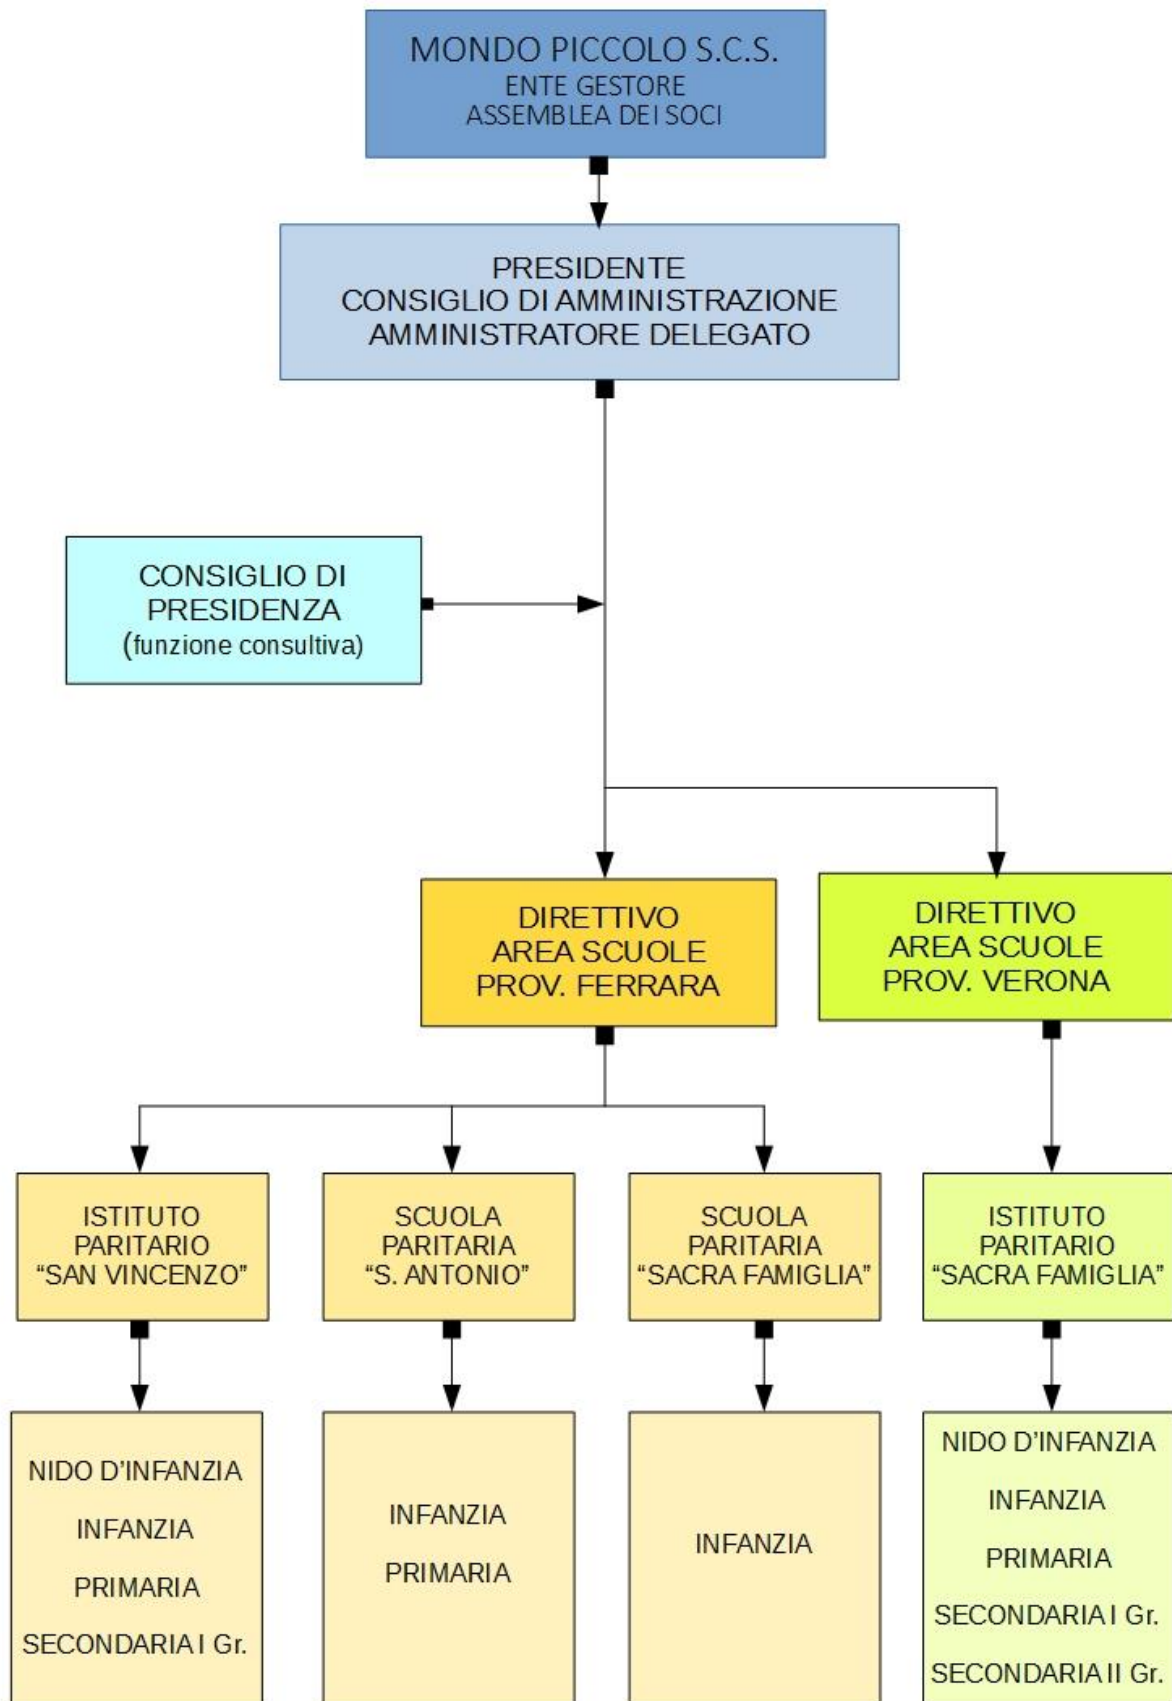 MONDO PICCOLO S.C.S.
ENTE GESTORE
ASSEMBLEA DEI SOCI
PRESIDENTE
CONSIGLIO DI AMMINISTRAZIONE
AMMINISTRATORE DELEGATO
CONSIGLIO DI
PRESIDENZA
(funzione consultiva)
DIRETTIVO
AREA SCUOLE
PROV. FERRARA
DIRETTIVO
AREA SCUOLE
PROV. VERONA
ISTITUTO
PARITARIO
“SAN VINCENZO”
SCUOLA
PARITARIA
“S. ANTONIO”
SCUOLA
PARITARIA
“SACRA FAMIGLIA”
ISTITUTO
PARITARIO
“SACRA FAMIGLIA”
NIDO D’INFANZIA
INFANZIA
PRIMARIA
SECONDARIA I Gr.
INFANZIA
PRIMARIA
INFANZIA
NIDO D’INFANZIA
INFANZIA
PRIMARIA
SECONDARIA I Gr.
SECONDARIA II Gr.